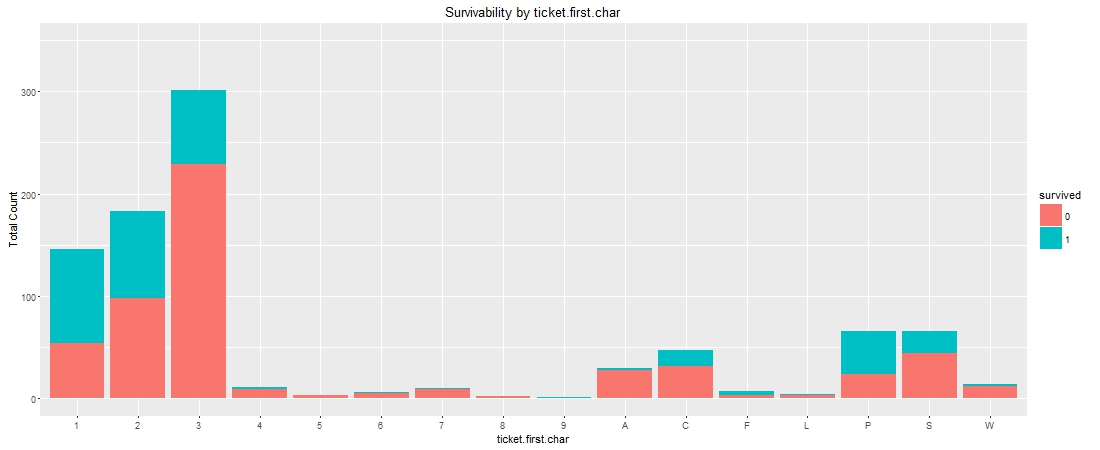 Survivability by ticket.first.char
Total Count
300
200
100
0
1 2 3 4 5 6 7 8 9 A C F L P S W
ticket.first.char
survived
0
1